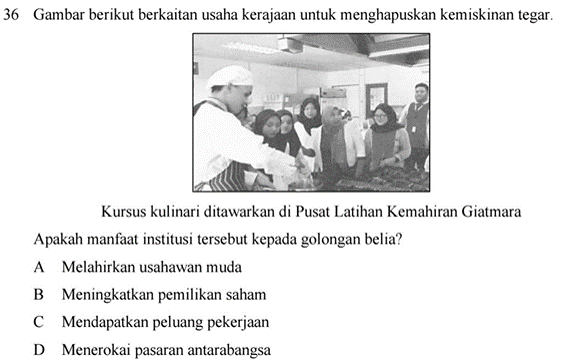 36 Gambar berikut berkaitan usaha kerajaan untuk menghapuskan kemiskinan tegar.
Kursus kulinari ditawarkan di Pusat Latihan Kemahiran Giatmara
Apakah manfaat institusi tersebut kepada golongan belia?
A Melahirkan usahawan muda
B Meningkatkan pemilikan saham
C Mendapatkan peluang pekerjaan
D Menerokai pasaran antarabangsa